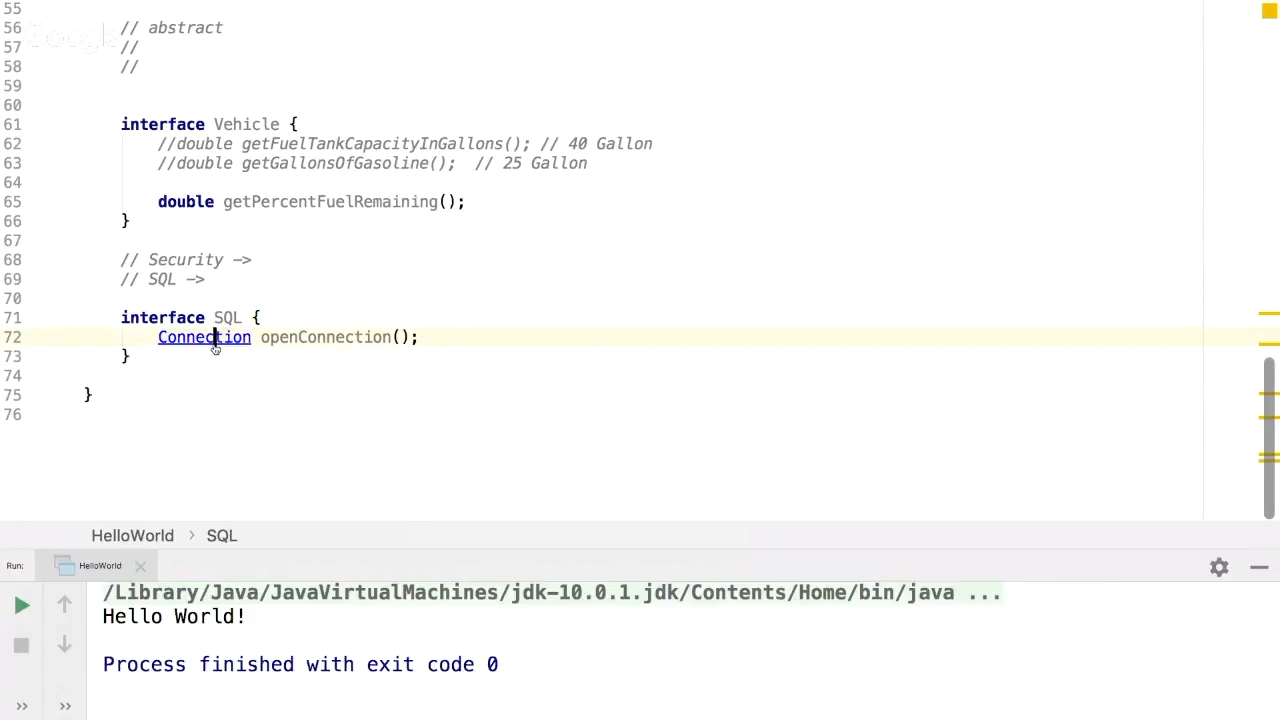 55
56 // abstract
57 //
58 //
59
60
61 interface Vehicle {
62 //double getFuelTankCapacityInGallons(); // 40 Gallon
63 //double getGallonsOfGasoline(); // 25 Gallon
64
65 double getPercentFuelRemaining();
66 }
67
68 // Security ->
69 // SQL ->
70
71 interface SQL {
72 Connection openConnection();
73 }
74
75 }
76
HelloWorld › SQL
Run: HelloWorld
/Library/Java/JavaVirtualMachines/jdk-10.0.1.jdk/Contents/Home/bin/java ...
Hello World!
Process finished with exit code 0